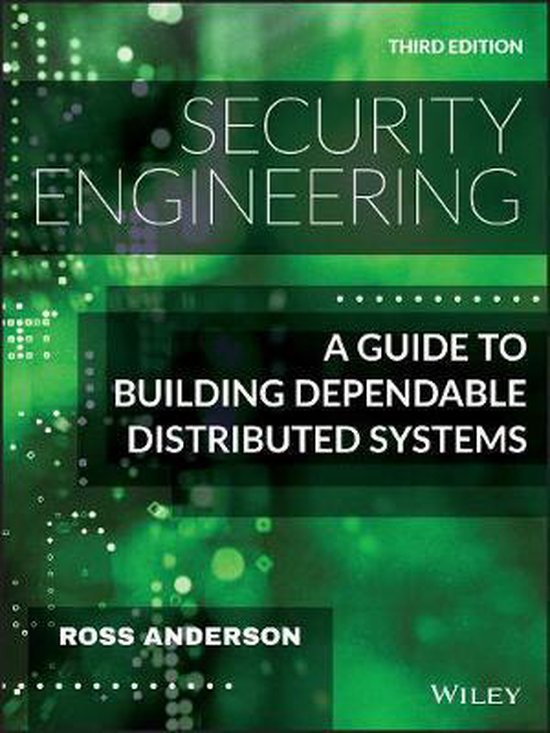 THIRD EDITION
SECURITY
ENGINEERING
A GUIDE TO
BUILDING DEPENDABLE
DISTRIBUTED SYSTEMS
ROSS ANDERSON
WILEY